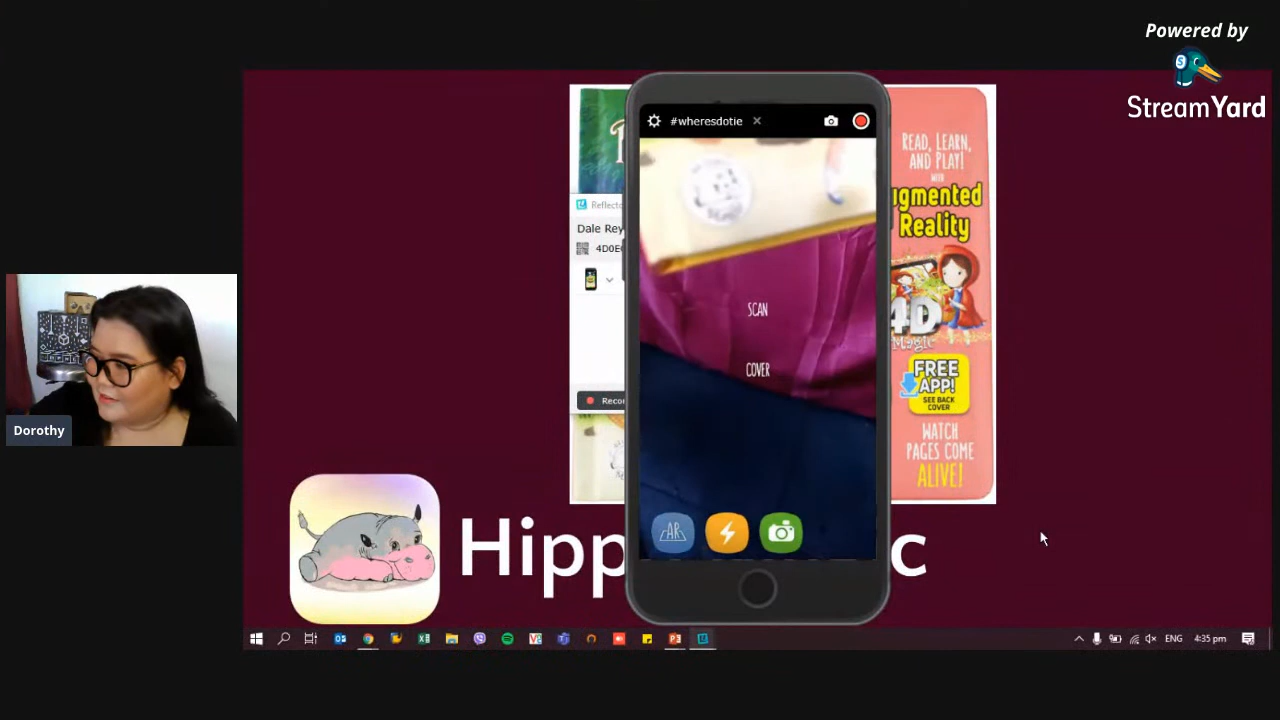 Powered by
StreamYard
#wheresdotie
READ, LEARN,
AND PLAY!
WITH
ugmented
Reality
Reflecto
Dale Rey
SCAN
4D
Magic
COVER
FREE
APP!
SEE BACK
COVER
Recor
WATCH
PAGES COME
ALIVE!
Dorothy
AR
Hipp
c
ENG
4:35 pm